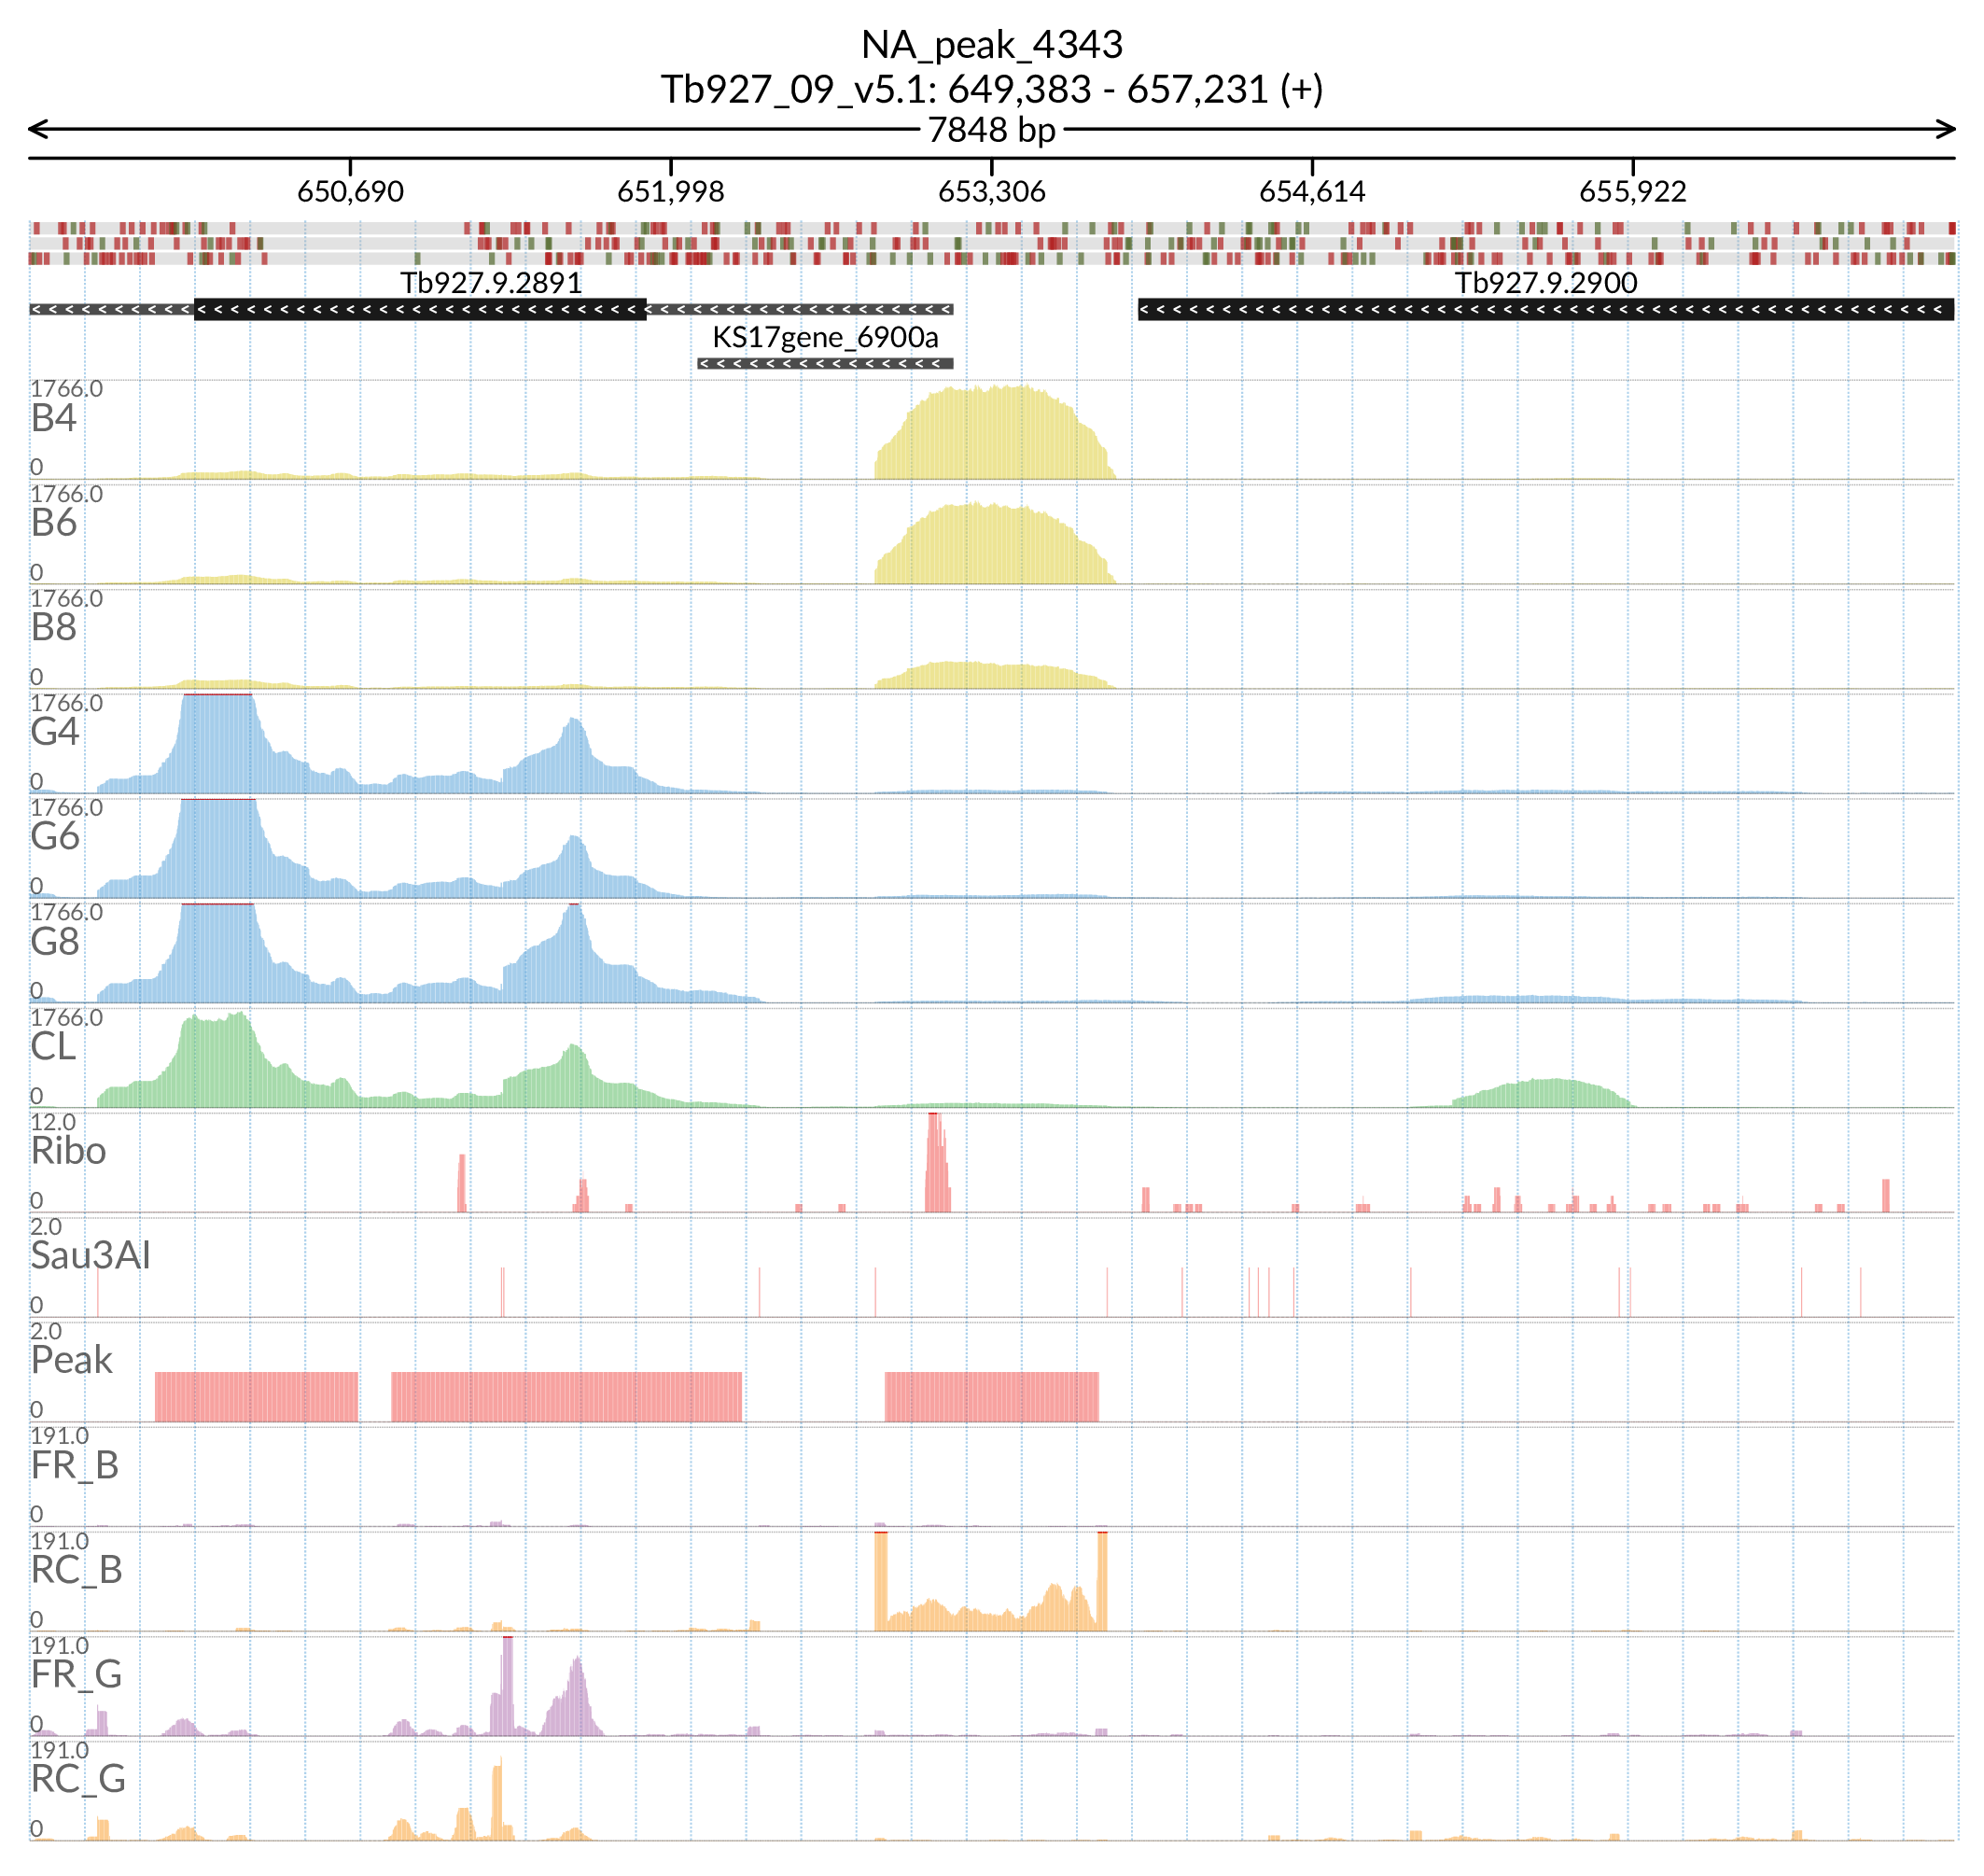 NA_peak_4343
Tb927_09_v5.1: 649,383 - 657,231 (+)
7848 bp
650,690 651,998 653,306 654,614 655,922
Tb927.9.2891 Tb927.9.2900
KS17gene_6900a
1766.0
B4
0
1766.0
B6
0
1766.0
B8
0
1766.0
G4
0
1766.0
G6
0
1766.0
G8
0
1766.0
CL
0
12.0
Ribo
0
2.0
Sau3AI
0
2.0
Peak
0
191.0
FR_B
0
191.0
RC_B
0
191.0
FR_G
0
191.0
RC_G
0